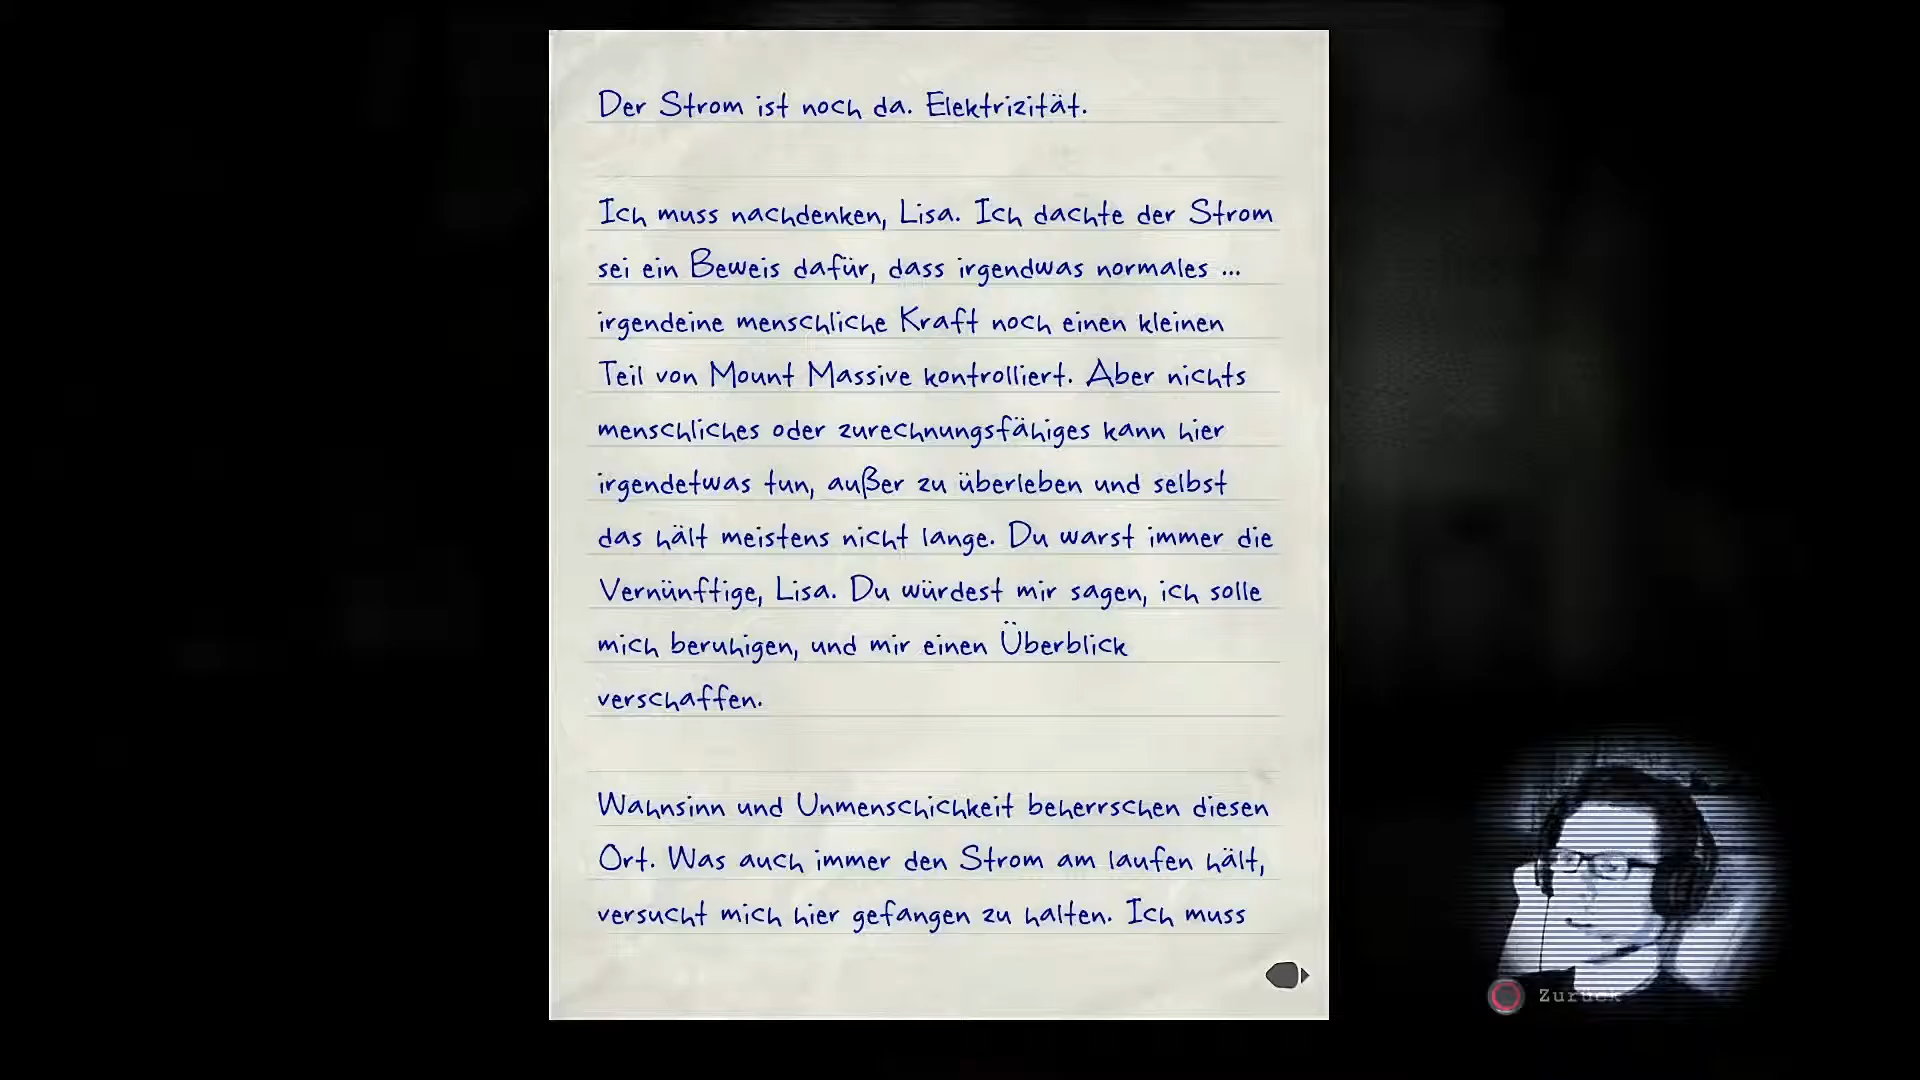 Der Strom ist noch da. Elektrizität.
Ich muss nachdenken, Lisa. Ich dachte der Strom
sei ein Beweis dafür, dass irgendwas normales ...
irgendeine menschliche Kraft noch einen kleinen
Teil von Mount Massive kontrolliert. Aber nichts
menschliches oder zurechnungsfähiges kann hier
irgendetwas tun, außer zu überleben und selbst
das hält meistens nicht lange. Du warst immer die
Vernünftige, Lisa. Du würdest mir sagen, ich solle
mich beruhigen, und mir einen Überblick
verschaffen.
Wahnsinn und Unmenschichkeit beherrschen diesen
Ort. Was auch immer den Strom am laufen hält,
versucht mich hier gefangen zu halten. Ich muss
Zurück